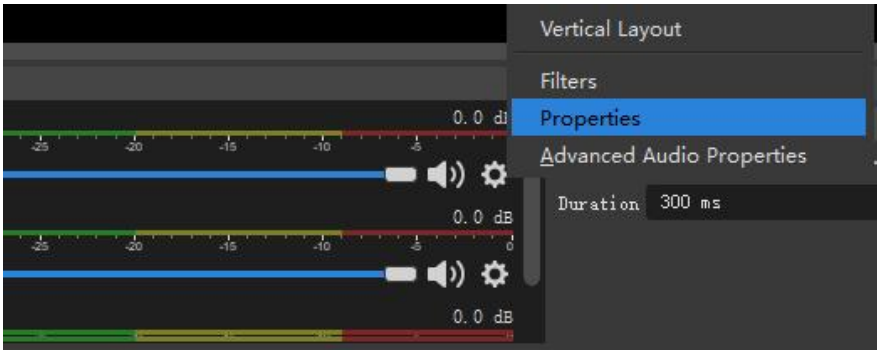 Vertical Layout
Filters
0.0 dB
Properties
-25 -20 -15 -10 -5
Advanced Audio Properties
Duration 300 ms
0.0 dB
-25 -20 -15 -10 -5 0
0.0 dB